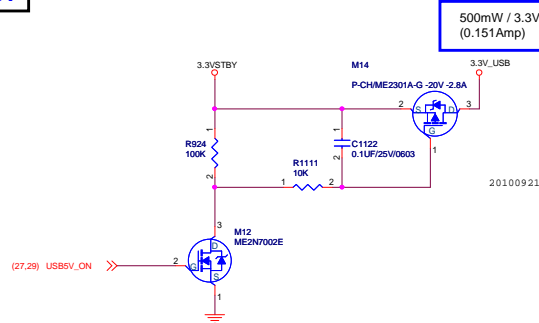 500mW / 3.3V
(0.151Amp)
3.3VSTBY
M14
3.3V_USB
P-CH/ME2301A-G -20V -2.8A
2
S
D
3
G
1
1
R924
100K
2
1
C1122
0.1UF/25V/0603
2
R1111
10K
1
2
20100921
3
M12
ME2N7002E
D
(27,29) USB5V_ON
2
G
S
1